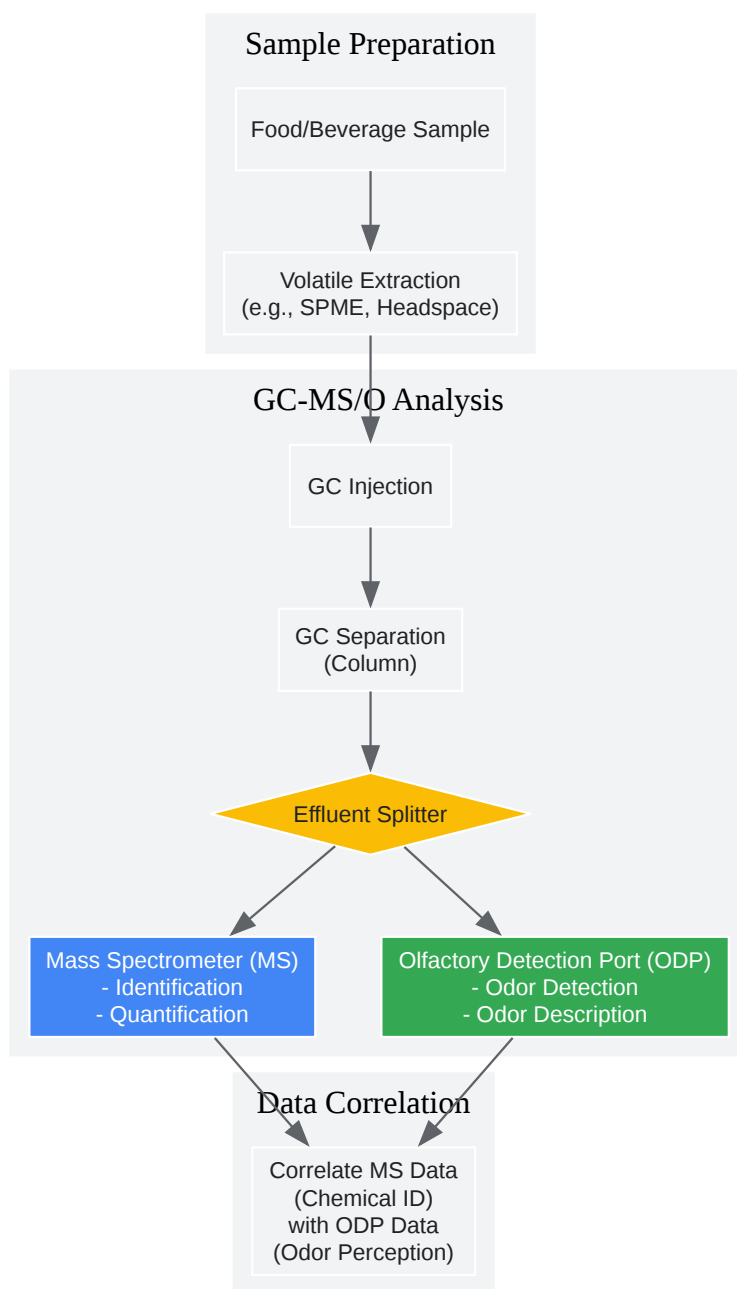 Sample Preparation
Food/Beverage Sample
Volatile Extraction
(e.g., SPME, Headspace)
GC-MS/O Analysis
GC Injection
GC Separation
(Column)
Effluent Splitter
Mass Spectrometer (MS)
- Identification
- Quantification
Olfactory Detection Port (ODP)
- Odor Detection
- Odor Description
Data Correlation
Correlate MS Data
(Chemical ID)
with ODP Data
(Odor Perception)